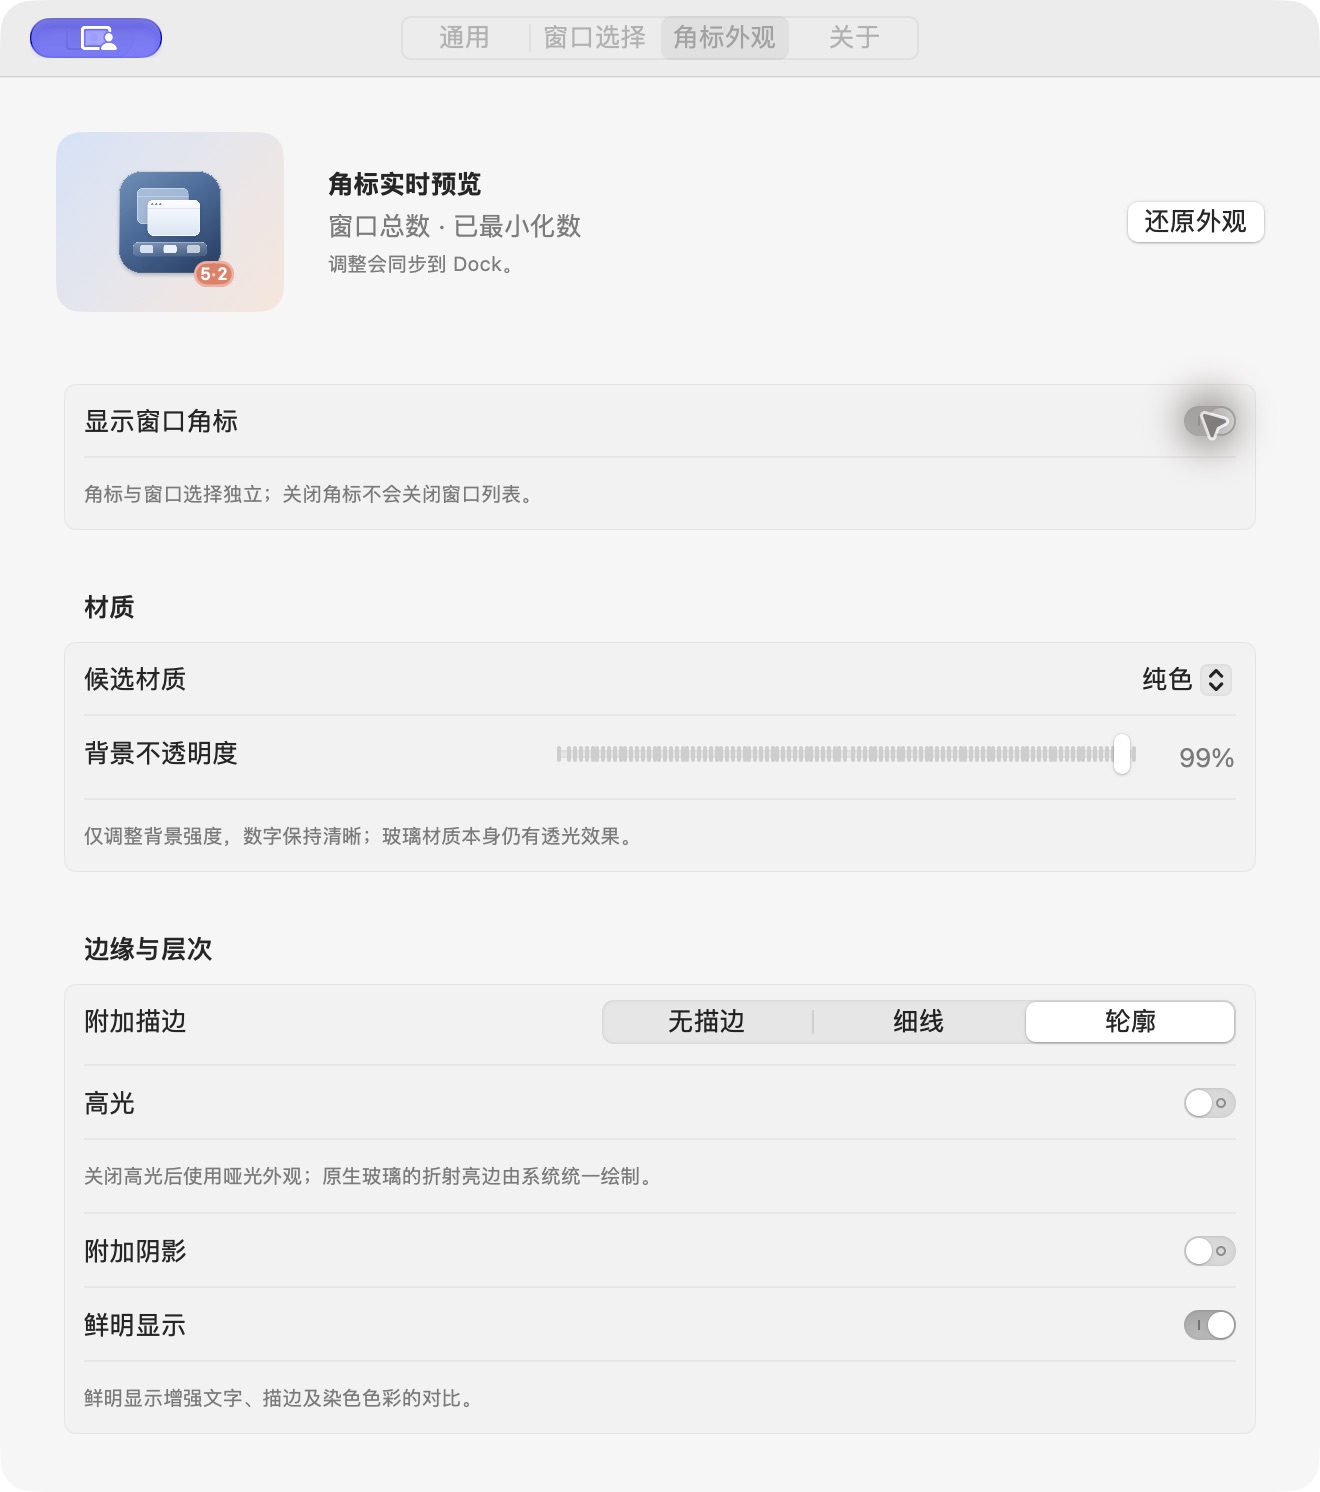 通用
窗口选择
角标外观
关于
5·2
角标实时预览
窗口总数 · 已最小化数
调整会同步到 Dock。
还原外观
显示窗口角标
角标与窗口选择独立；关闭角标不会关闭窗口列表。
材质
候选材质
纯色
背景不透明度
99%
仅调整背景强度，数字保持清晰；玻璃材质本身仍有透光效果。
边缘与层次
附加描边
无描边
细线
轮廓
高光
关闭高光后使用哑光外观；原生玻璃的折射亮边由系统统一绘制。
附加阴影
鲜明显示
鲜明显示增强文字、描边及染色色彩的对比。